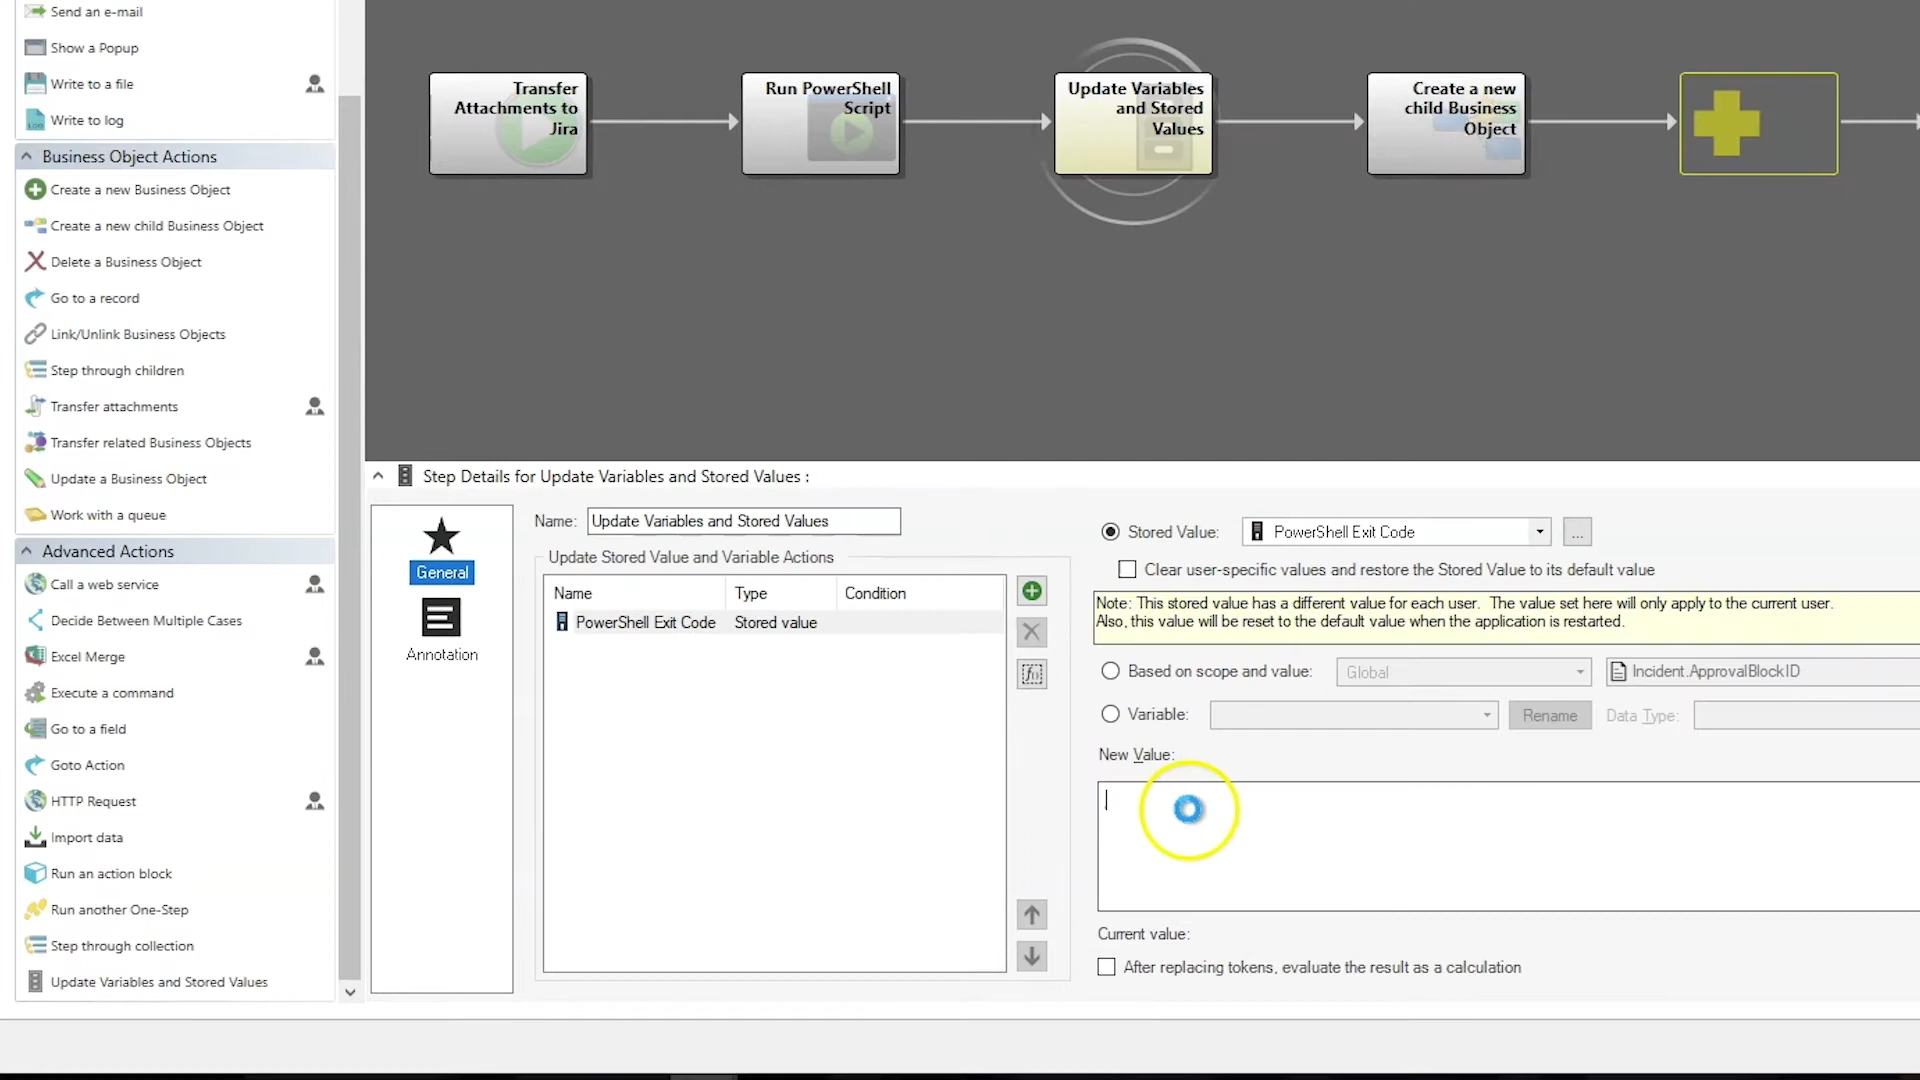 Send an e-mail
Show a Popup
Write to a file
Write to log
Business Object Actions
Create a new Business Object
Create a new child Business Object
Delete a Business Object
Go to a record
Link/Unlink Business Objects
Step through children
Transfer attachments
Transfer related Business Objects
Update a Business Object
Work with a queue
Advanced Actions
Call a web service
Decide Between Multiple Cases
Excel Merge
Execute a command
Go to a field
Goto Action
HTTP Request
Import data
Run an action block
Run another One-Step
Step through collection
Update Variables and Stored Values
Transfer
Attachments to
Jira
Run PowerShell
Script
Update Variables
and Stored
Values
Create a new
child Business
Object
Step Details for Update Variables and Stored Values :
General
Annotation
Name: Update Variables and Stored Values
Update Stored Value and Variable Actions
Name Type Condition
PowerShell Exit Code Stored value
Stored Value: PowerShell Exit Code ...
Clear user-specific values and restore the Stored Value to its default value
Note: This stored value has a different value for each user. The value set here will only apply to the current user.
Also, this value will be reset to the default value when the application is restarted.
Based on scope and value: Global Incident.ApprovalBlockID
Variable: Rename Data Type:
New Value:
Current value:
After replacing tokens, evaluate the result as a calculation